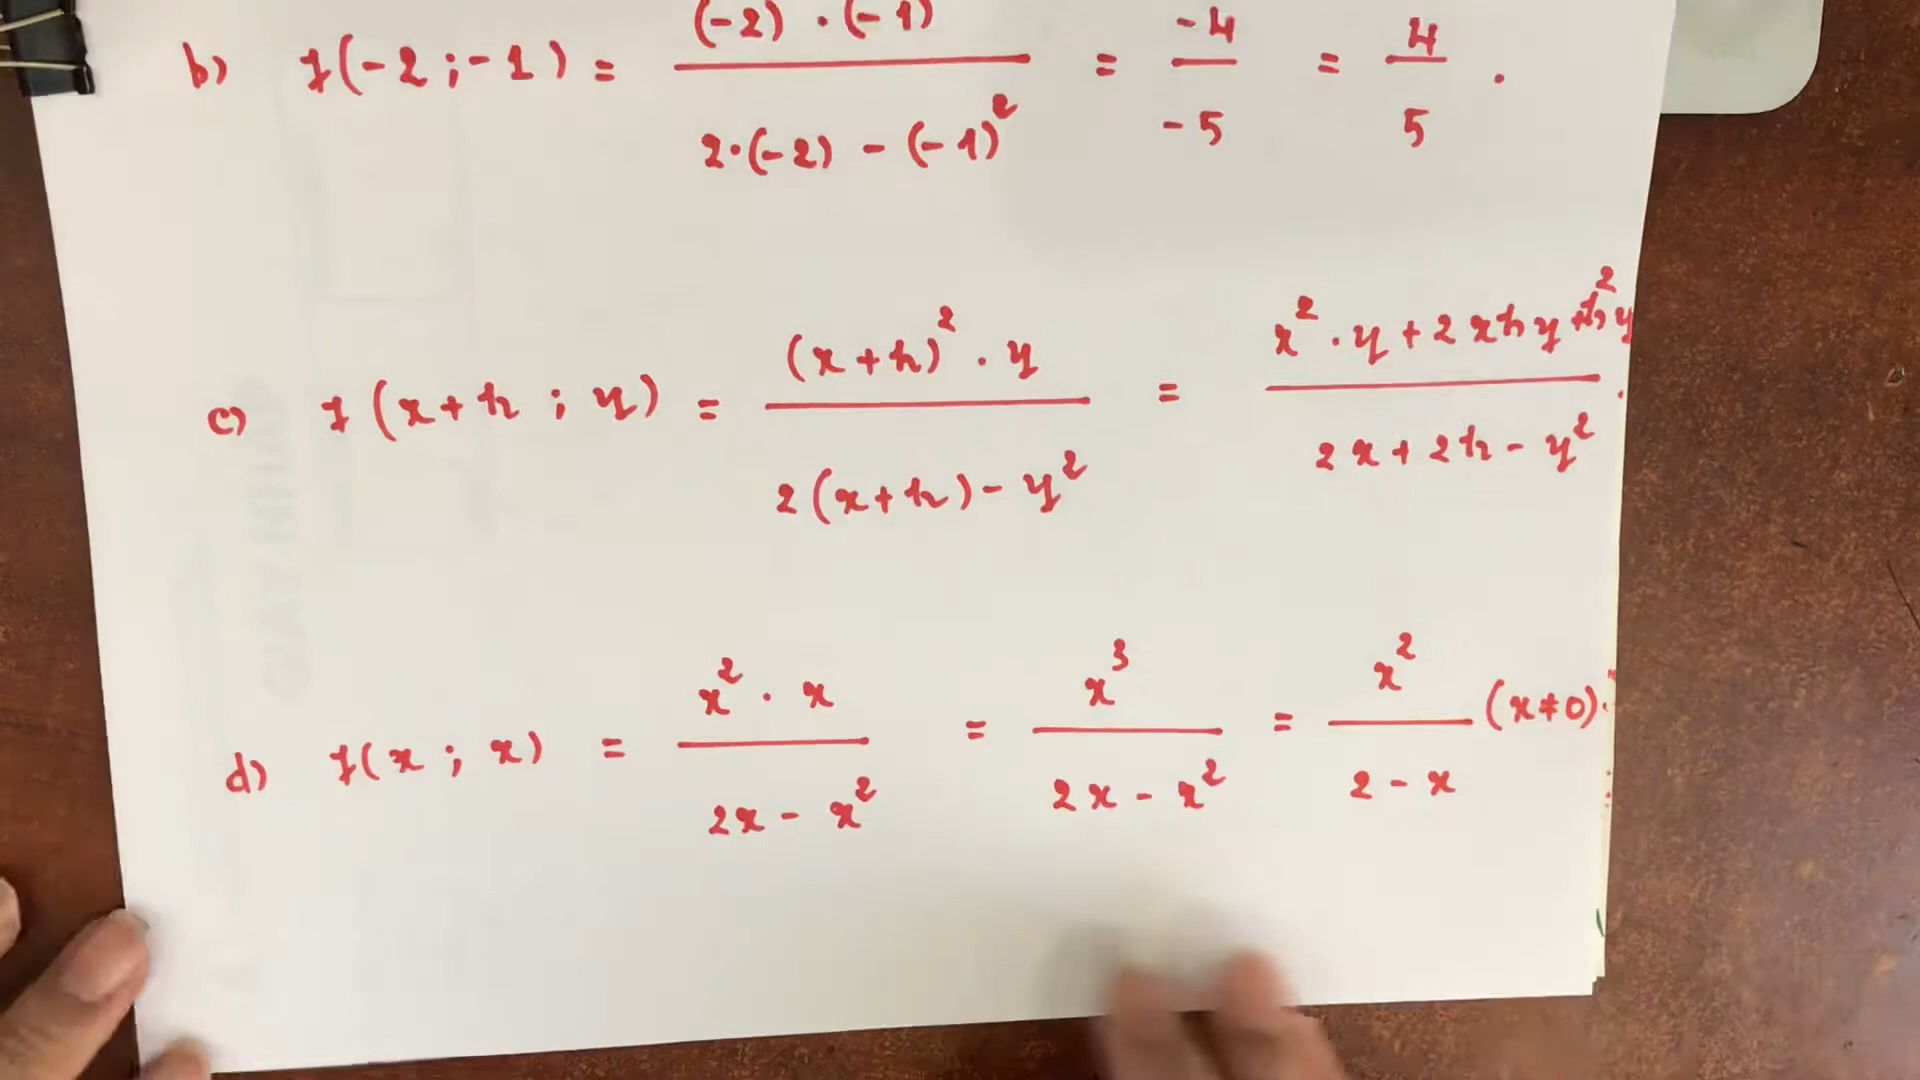 b) f(-2 ; -1) = (-2) · (-1) / 2·(-2) - (-1)² = -4 / -5 = 4 / 5 .
c) f(x+h ; y) = (x+h)² · y / 2(x+h) - y² = x² · y + 2xhy + h²y / 2x + 2h - y² .
d) f(x ; x) = x² · x / 2x - x² = x³ / 2x - x² = x² / 2 - x (x≠0).